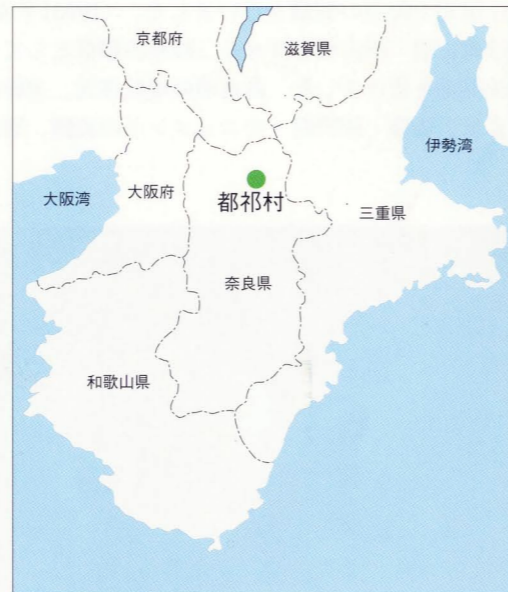 京都府
滋賀県
伊勢湾
大阪湾
大阪府
都祁村
三重県
奈良県
和歌山県